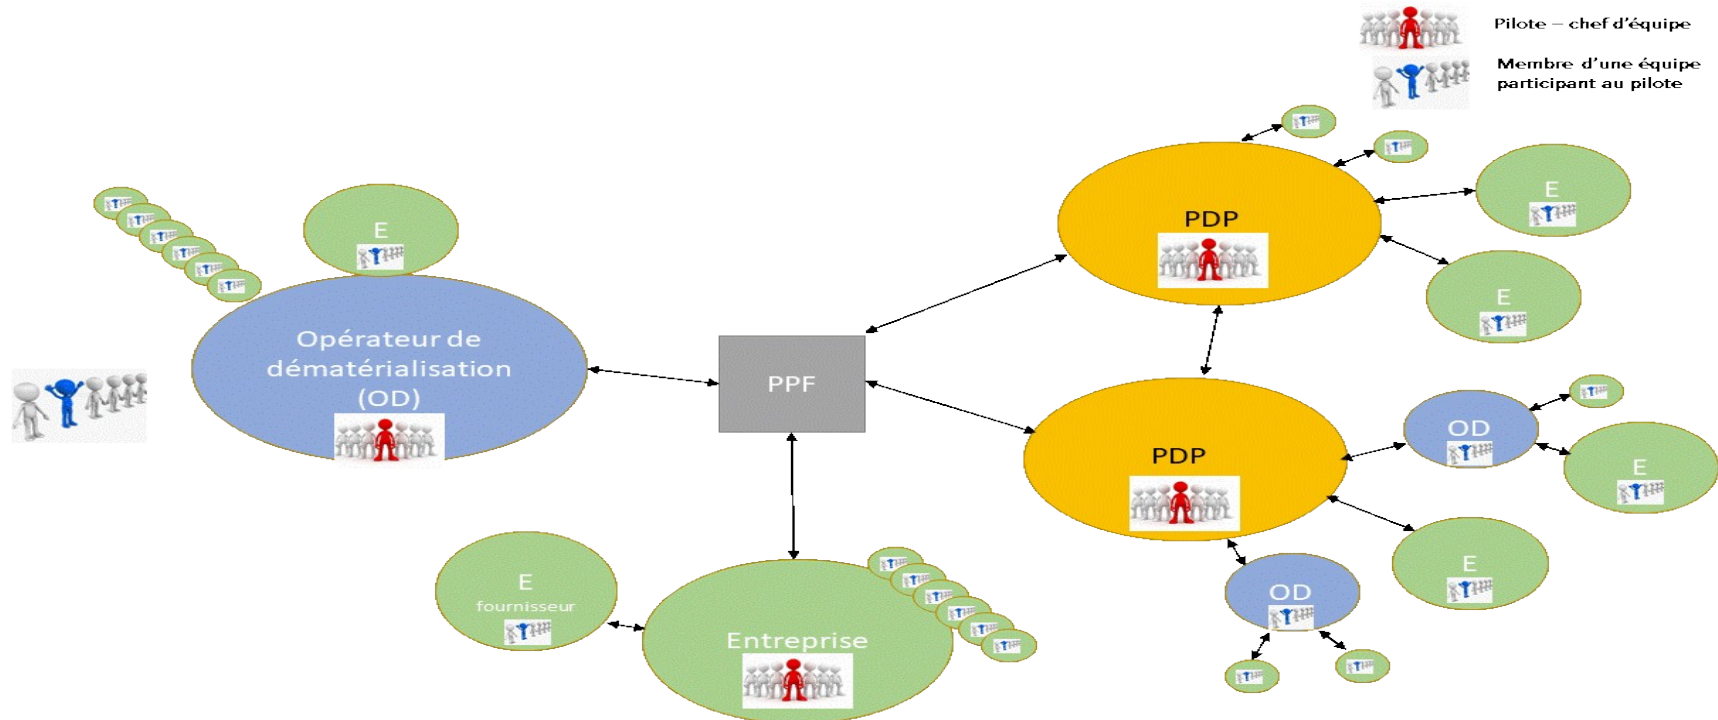 Pilote – chef d'équipe
Membre d'une équipe
participant au pilote
E
PDP
E
E
Opérateur de
dématérialisation
(OD)
PPF
PDP
OD
E
E
OD
E
fournisseur
Entreprise